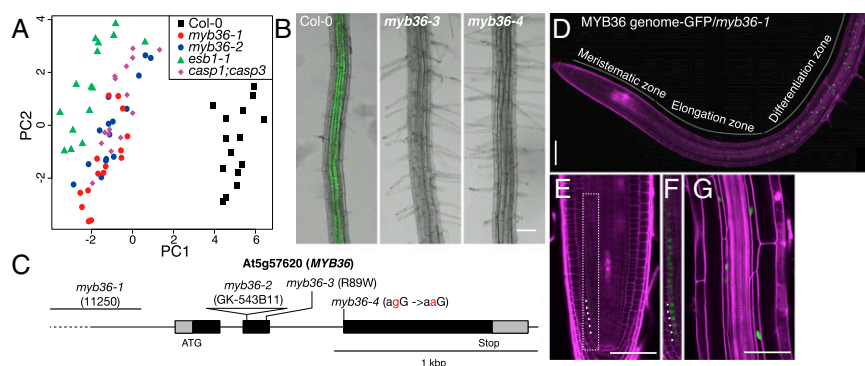 A
4
2
0
-2
PC2
-2
0
2
4
6
PC1
Col-0
myb36-1
myb36-2
esb1-1
casp1;casp3
B
Col-0
myb36-3
myb36-4
C
At5g57620 (MYB36)
myb36-1
(11250)
myb36-2
(GK-543B11)
myb36-3 (R89W)
myb36-4 (agG ->aaG)
ATG
Stop
1 kbp
D
MYB36 genome-GFP/myb36-1
Meristematic zone
Elongation zone
Differentiation zone
E
F
G